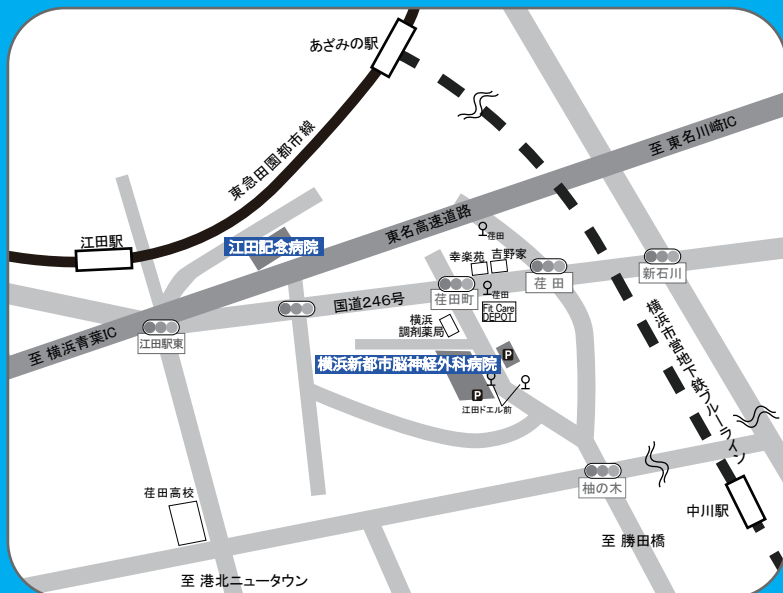 あざみの駅
東急田園都市線
至 東名川崎IC
東名高速道路
江田駅
江田記念病院
荏田
幸楽苑
吉野家
新石川
荏 田
荏田町
荏田
Fit Care
DEPOT
国道246号
横浜
調剤薬局
江田駅東
至 横浜青葉IC
横浜市営地下鉄ブルーライン
横浜新都市脳神経外科病院
P
P
江田ドエル前
柚の木
荏田高校
中川駅
至 勝田橋
至 港北ニュータウン